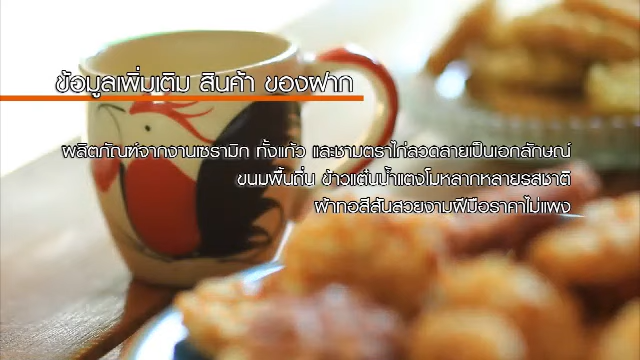 ข้อมูลเพิ่มเติม สินค้า ของฝาก
ผลิตภัณฑ์จากงานเซรามิก ทั้งแก้ว และชามตราไก่ลวดลายเป็นเอกลักษณ์
ขนมพื้นถิ่น ข้าวแต๋นน้ำแตงโมหลากหลายรสชาติ
ผ้าทอสีสันสวยงามฝีมือราคาไม่แพง